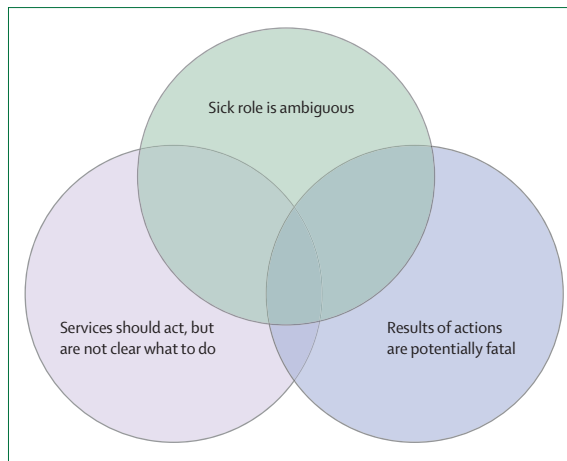 Sick role is ambiguous
Services should act, but
are not clear what to do
Results of actions
are potentially fatal